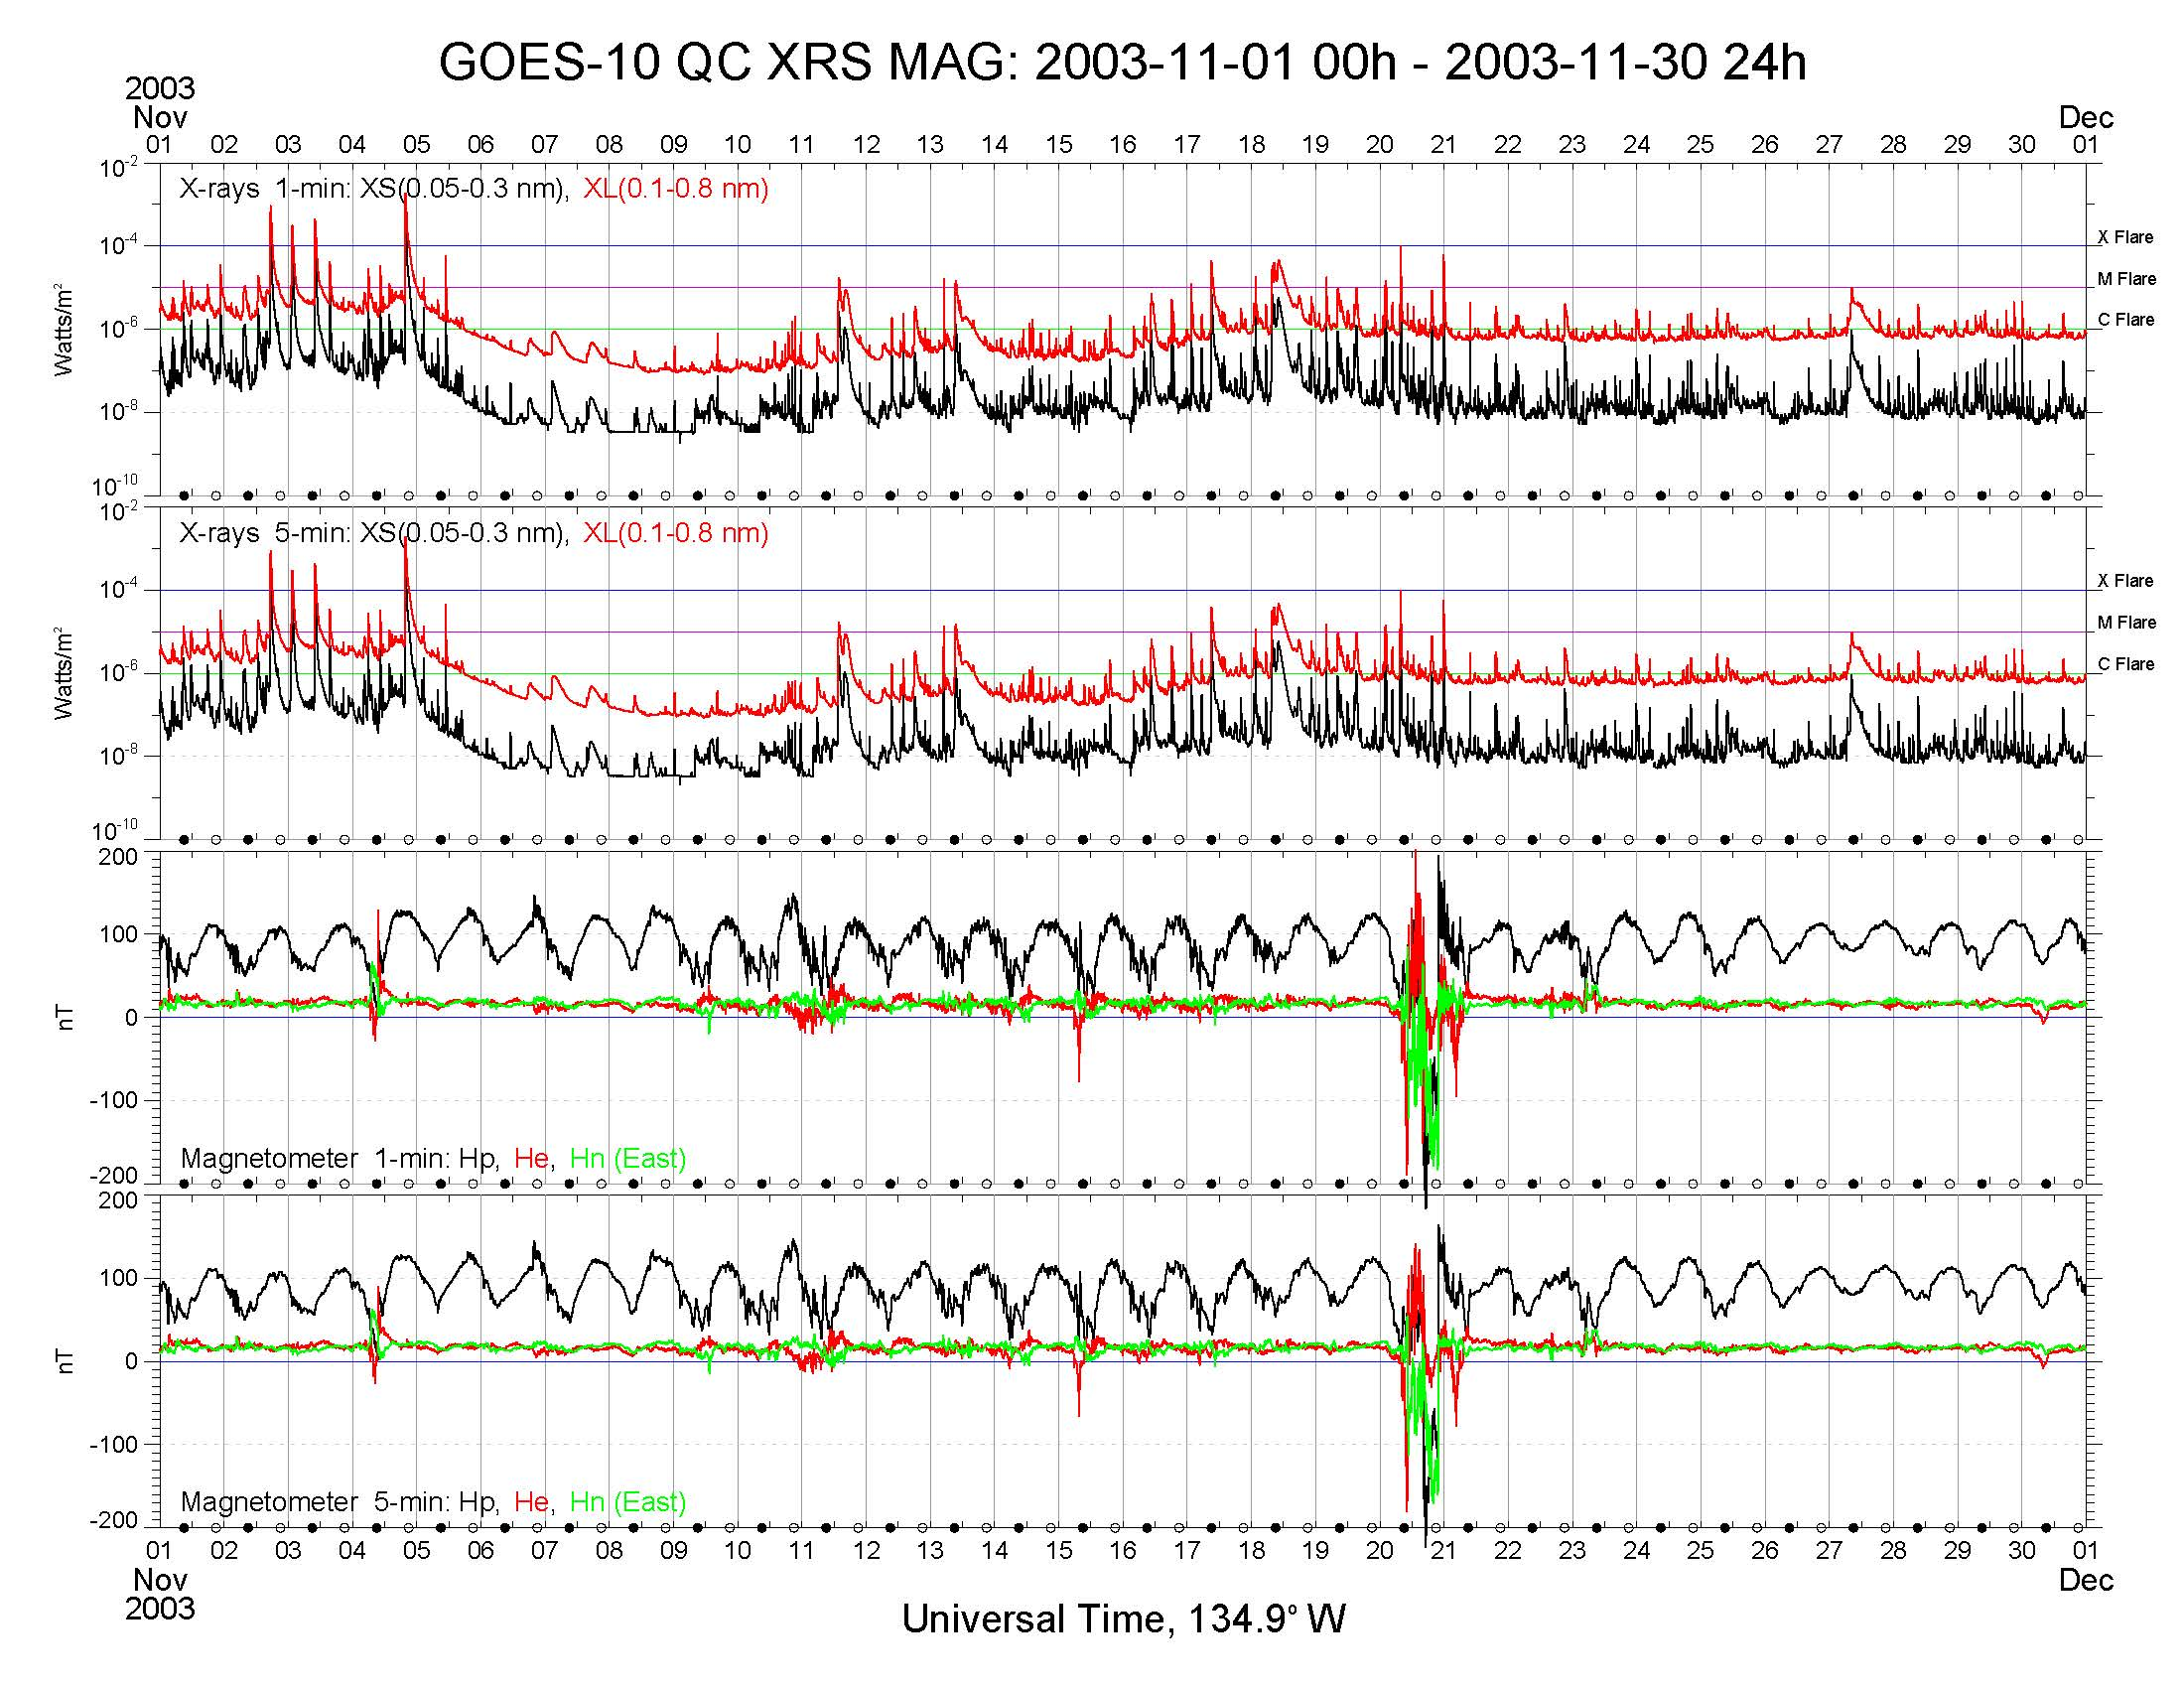 GOES-10 QC XRS MAG: 2003-11-01 00h - 2003-11-30 24h
2003
Nov Dec
01 02 03 04 05 06 07 08 09 10 11 12 13 14 15 16 17 18 19 20 21 22 23 24 25 26 27 28 29 30 01
10-2
X-rays 1-min: XS(0.05-0.3 nm), XL(0.1-0.8 nm)
10-4 X Flare
M Flare
Watts/m2
10-6 C Flare
10-8
10-10
10-2
X-rays 5-min: XS(0.05-0.3 nm), XL(0.1-0.8 nm)
10-4 X Flare
M Flare
Watts/m2
10-6 C Flare
10-8
10-10
200
100
nT
0
-100
Magnetometer 1-min: Hp, He, Hn (East)
-200
200
100
nT
0
-100
Magnetometer 5-min: Hp, He, Hn (East)
-200
01 02 03 04 05 06 07 08 09 10 11 12 13 14 15 16 17 18 19 20 21 22 23 24 25 26 27 28 29 30 01
Nov Dec
2003
Universal Time, 134.9° W